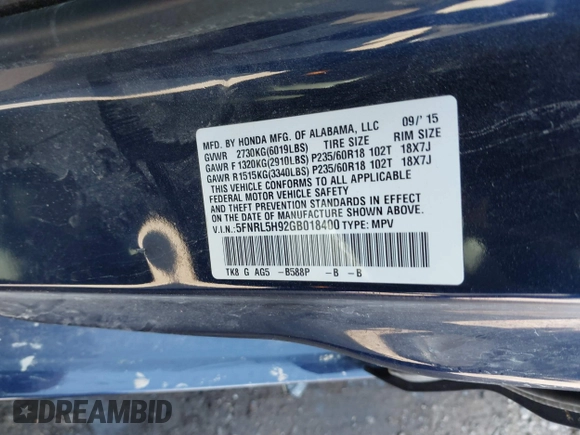 MFD. BY HONDA MFG. OF ALABAMA, LLC 09/'15
GVWR 2730KG(6019LBS) TIRE SIZE RIM SIZE
GAWR F 1320KG(2910LBS) P235/60R18 102T 18X7J
GAWR R1515KG(3340LBS) P235/60R18 102T 18X7J
THIS VEHICLE CONFORMS TO ALL APPLICABLE
FEDERAL MOTOR VEHICLE SAFETY
AND THEFT PREVENTION STANDARDS IN EFFECT
ON THE DATE OF MANUFACTURE SHOWN ABOVE.
V.I.N.:5FNRL5H92GB018400 TYPE: MPV
TK8 G AG5 -B588P -B -B
DREAMBID